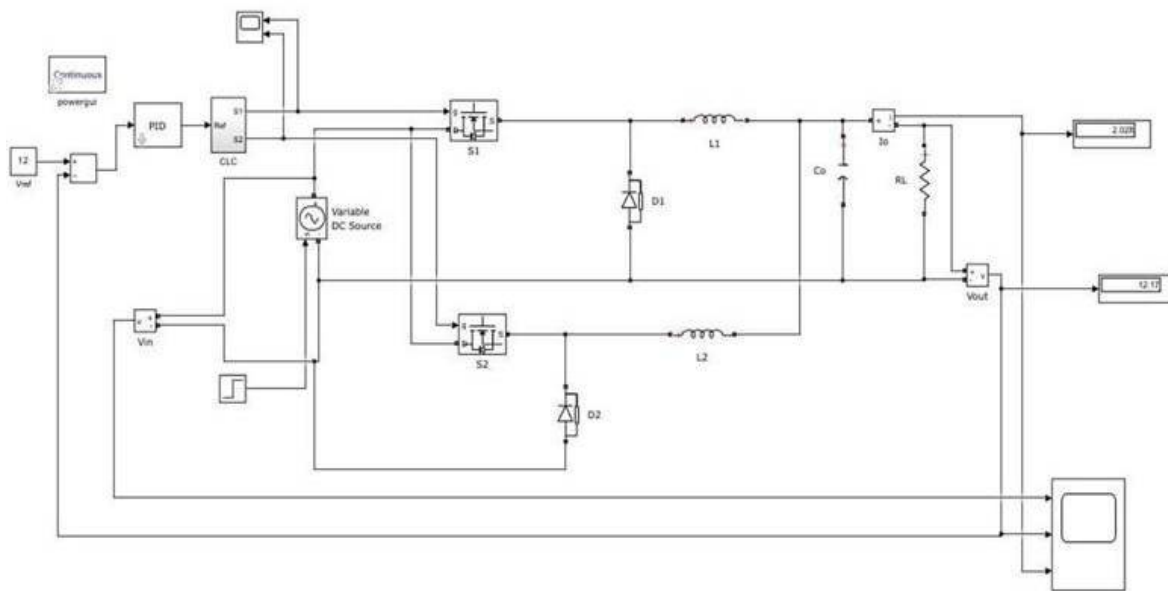 Continuous
powergui
PID
Ref
S1
S2
CLC
12
Vref
+
-
S1
L1
Io
2.028
Co
RL
D1
Variable
DC Source
Vout
12.17
Vin
S2
L2
D2